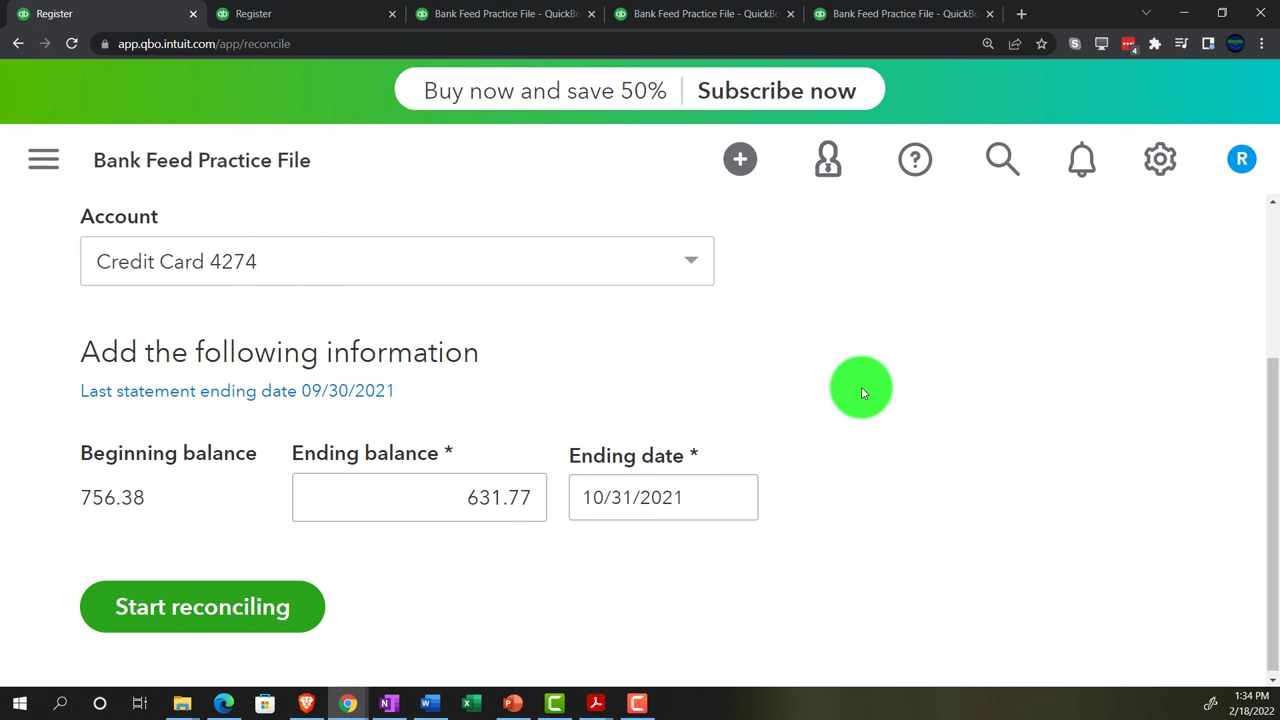 Register
Register
Bank Feed Practice File - QuickBo
Bank Feed Practice File - QuickBo
Bank Feed Practice File - QuickBo
app.qbo.intuit.com/app/reconcile
4
Buy now and save 50% Subscribe now
Bank Feed Practice File
R
Account
Credit Card 4274
Add the following information
Last statement ending date 09/30/2021
Beginning balance Ending balance * Ending date *
756.38 631.77 10/31/2021
Start reconciling
1:34 PM
2/18/2022